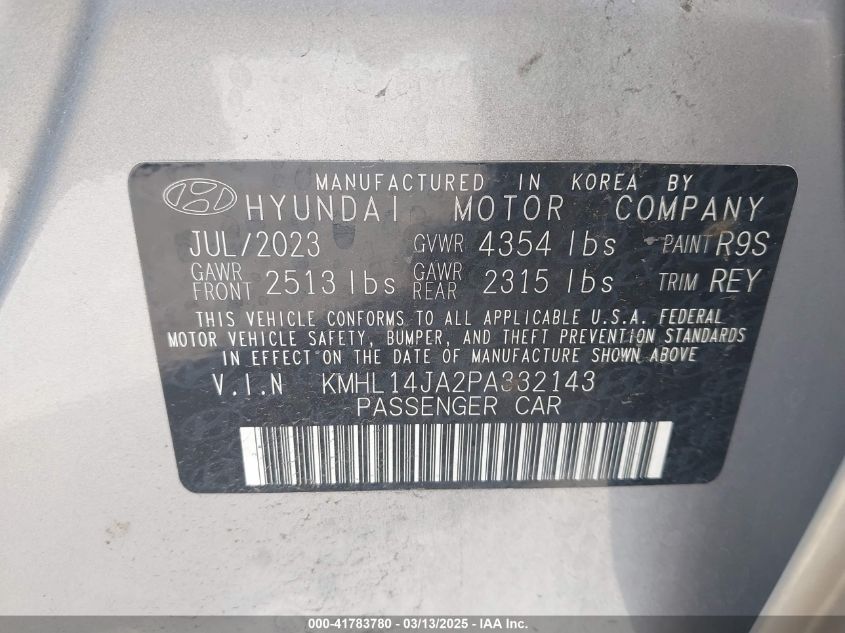 MANUFACTURED IN KOREA BY
HYUNDAI MOTOR COMPANY
JUL/2023 GVWR 4354 lbs PAINT R9S
GAWR FRONT 2513 lbs GAWR REAR 2315 lbs TRIM REY
THIS VEHICLE CONFORMS TO ALL APPLICABLE U.S.A. FEDERAL
MOTOR VEHICLE SAFETY, BUMPER, AND THEFT PREVENTION STANDARDS
IN EFFECT ON THE DATE OF MANUFACTURE SHOWN ABOVE
V.I.N KMHL14JA2PA332143
PASSENGER CAR
000-41783780 - 03/13/2025 - IAA Inc.